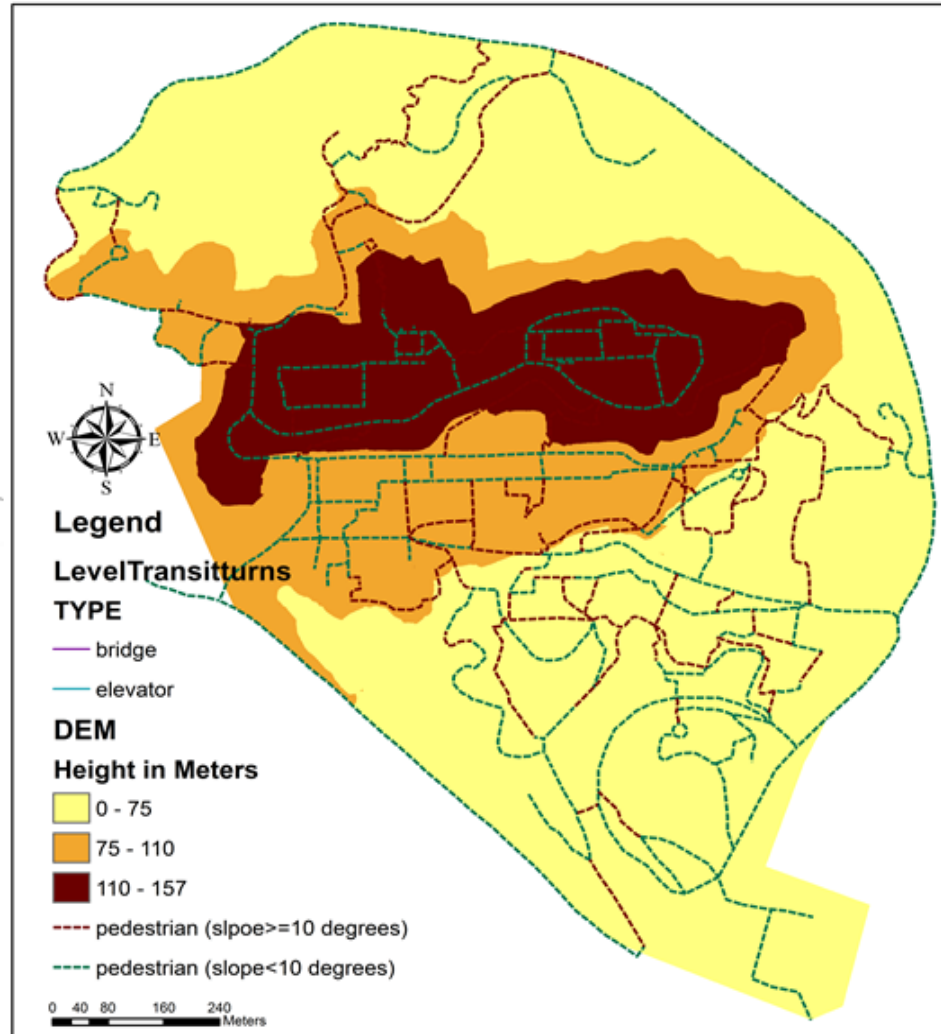 N
W E
S
Legend
LevelTransitturns
TYPE
bridge
elevator
DEM
Height in Meters
0 - 75
75 - 110
110 - 157
pedestrian (slpoe>=10 degrees)
pedestrian (slope<10 degrees)
0 40 80 160 240
Meters